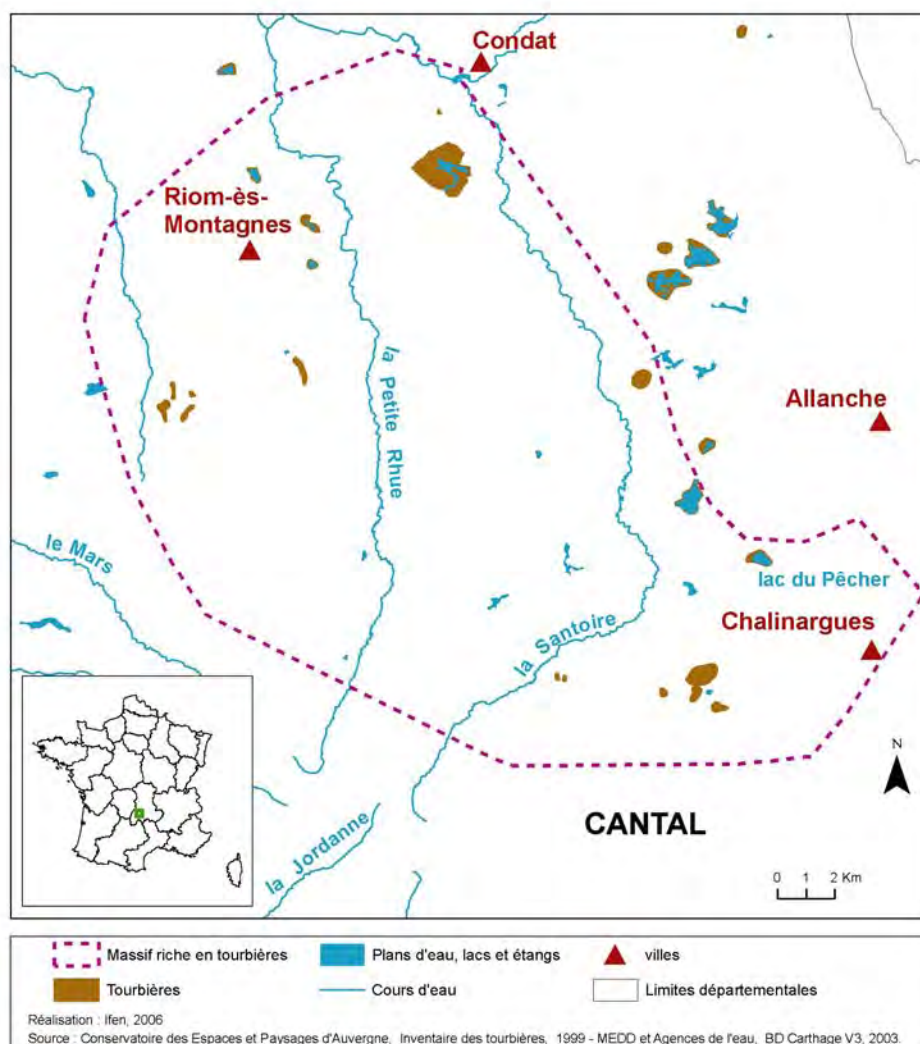 Condat
Riom-ès-
Montagnes
la Petite Rhue
Allanche
le Mars
lac du Pêcher
Chalinargues
la Santoire
N
CANTAL
la Jordanne
0 1 2 Km
Massif riche en tourbières
Plans d'eau, lacs et étangs
villes
Tourbières
Cours d'eau
Limites départementales
Réalisation : Ifen, 2006
Source : Conservatoire des Espaces et Paysages d'Auvergne, Inventaire des tourbières, 1999 - MEDD et Agences de l'eau, BD Carthage V3, 2003.